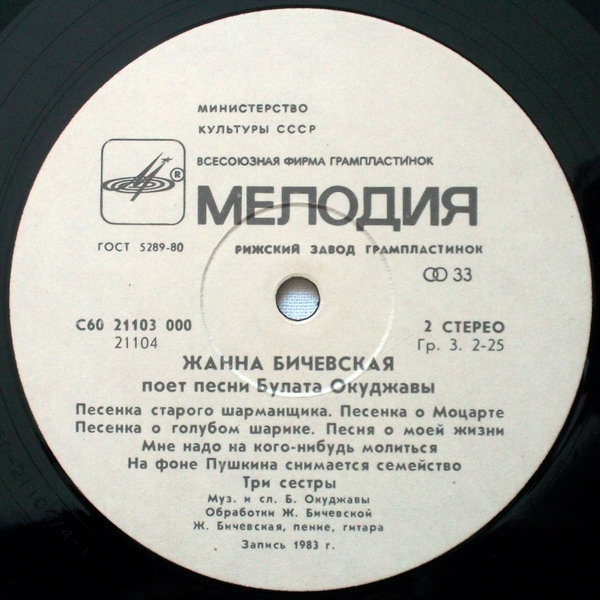 МИНИСТЕРСТВО
КУЛЬТУРЫ СССР
ВСЕСОЮЗНАЯ ФИРМА ГРАМПЛАСТИНОК
®
МЕЛОДИЯ
ГОСТ 5289-80
РИЖСКИЙ ЗАВОД ГРАМПЛАСТИНОК
33
С60 21103 000
21104
2 СТЕРЕО
Гр. 3. 2-25
ЖАННА БИЧЕВСКАЯ
поет песни Булата Окуджавы
Песенка старого шарманщика. Песенка о Моцарте
Песенка о голубом шарике. Песня о моей жизни
Мне надо на кого-нибудь молиться
На фоне Пушкина снимается семейство
Три сестры
Муз. и сл. Б. Окуджавы
Обработки Ж. Бичевской
Ж. Бичевская, пение, гитара
Запись 1983 г.